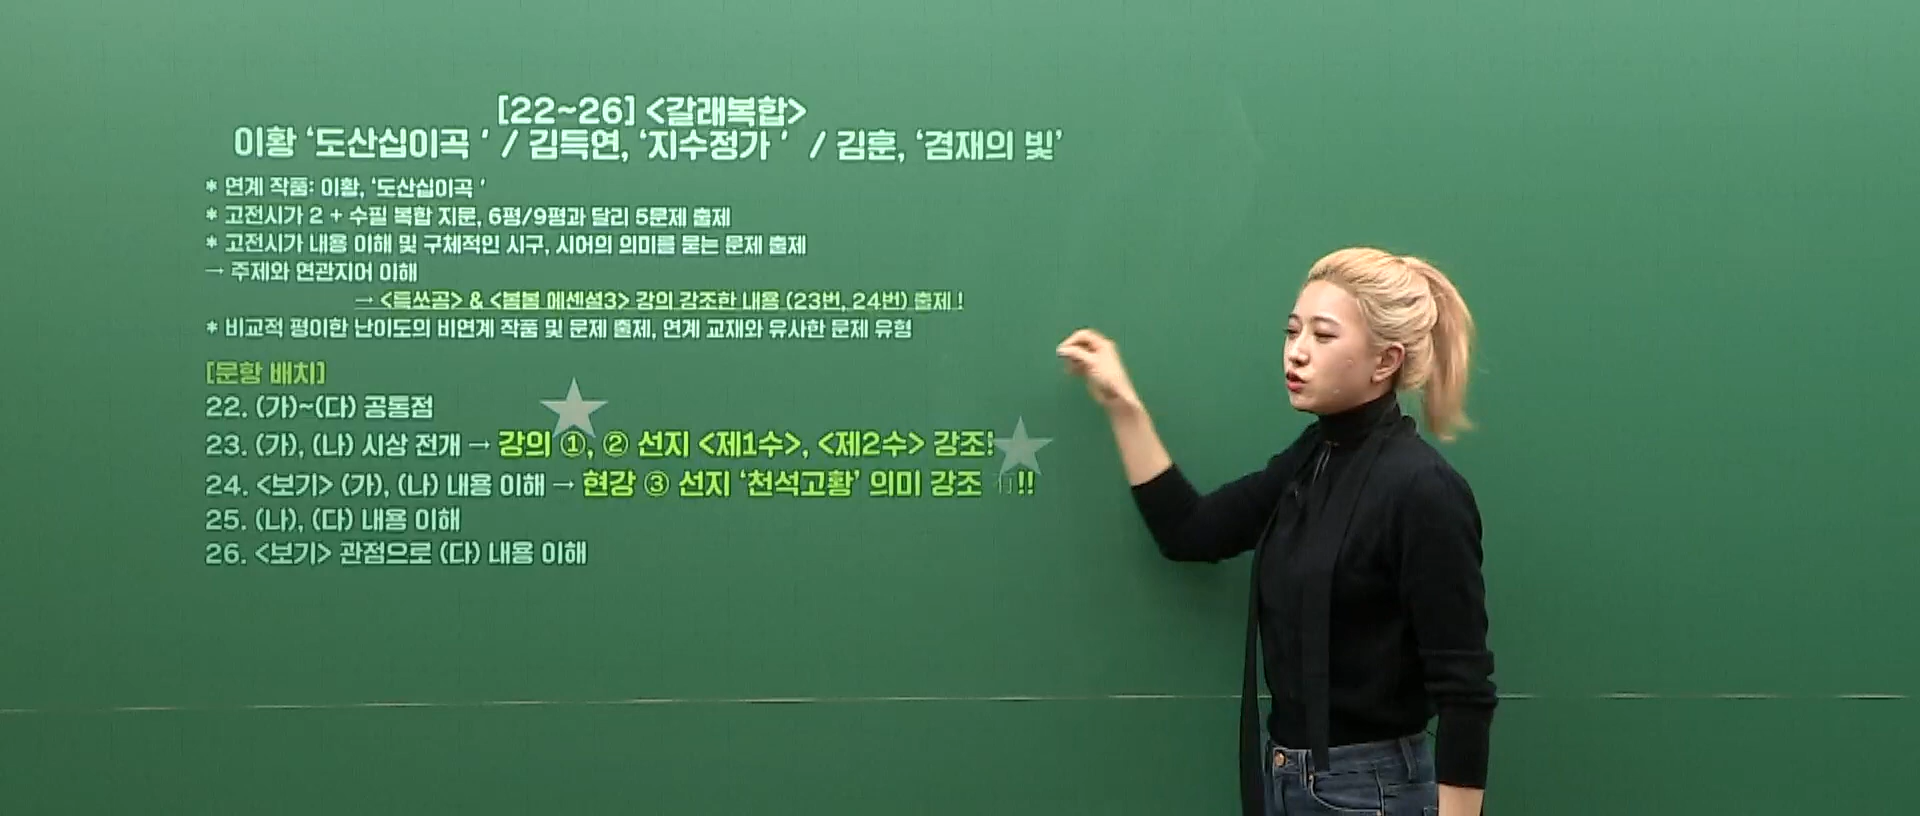 [22~26] <갈래복합>
이황 ‘도산십이곡 ’ / 김득연, ‘지수정가 ’ / 김훈, ‘겸재의 빛’
* 연계 작품: 이황, ‘도산십이곡 ’
* 고전시가 2 + 수필 복합 지문, 6평/9평과 달리 5문제 출제
* 고전시가 내용 이해 및 구체적인 시구, 시어의 의미를 묻는 문제 출제
→ 주제와 연관지어 이해
→ <특쏘공> & <봄봄 에센셜3> 강의 강조한 내용 (23번, 24번) 출제 !
* 비교적 평이한 난이도의 비연계 작품 및 문제 출제, 연계 교재와 유사한 문제 유형
[문항 배치]
22. (가)~(다) 공통점
23. (가), (나) 시상 전개 → 강의 ①, ② 선지 <제1수>, <제2수> 강조!
24. <보기> (가), (나) 내용 이해 → 현강 ③ 선지 ‘천석고황’ 의미 강조 有!!
25. (나), (다) 내용 이해
26. <보기> 관점으로 (다) 내용 이해